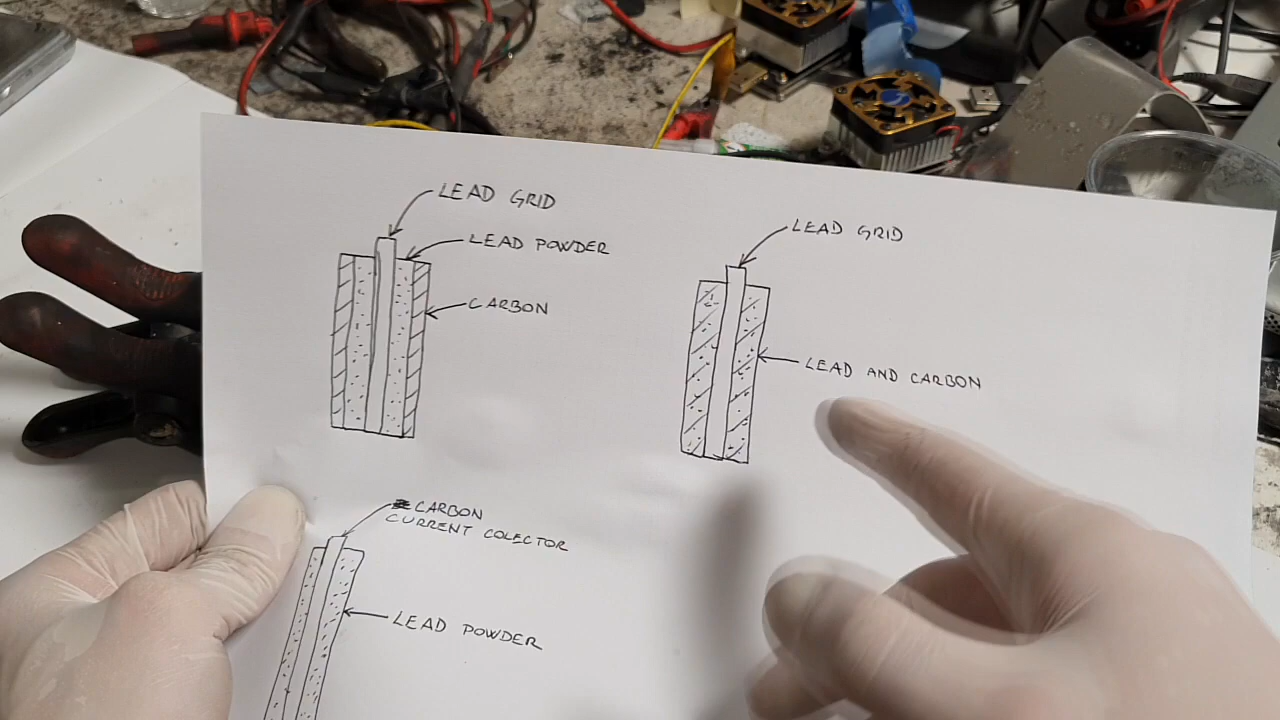 LEAD GRID
LEAD POWDER
CARBON
LEAD GRID
LEAD AND CARBON
CARBON
CURRENT COLECTOR
LEAD POWDER